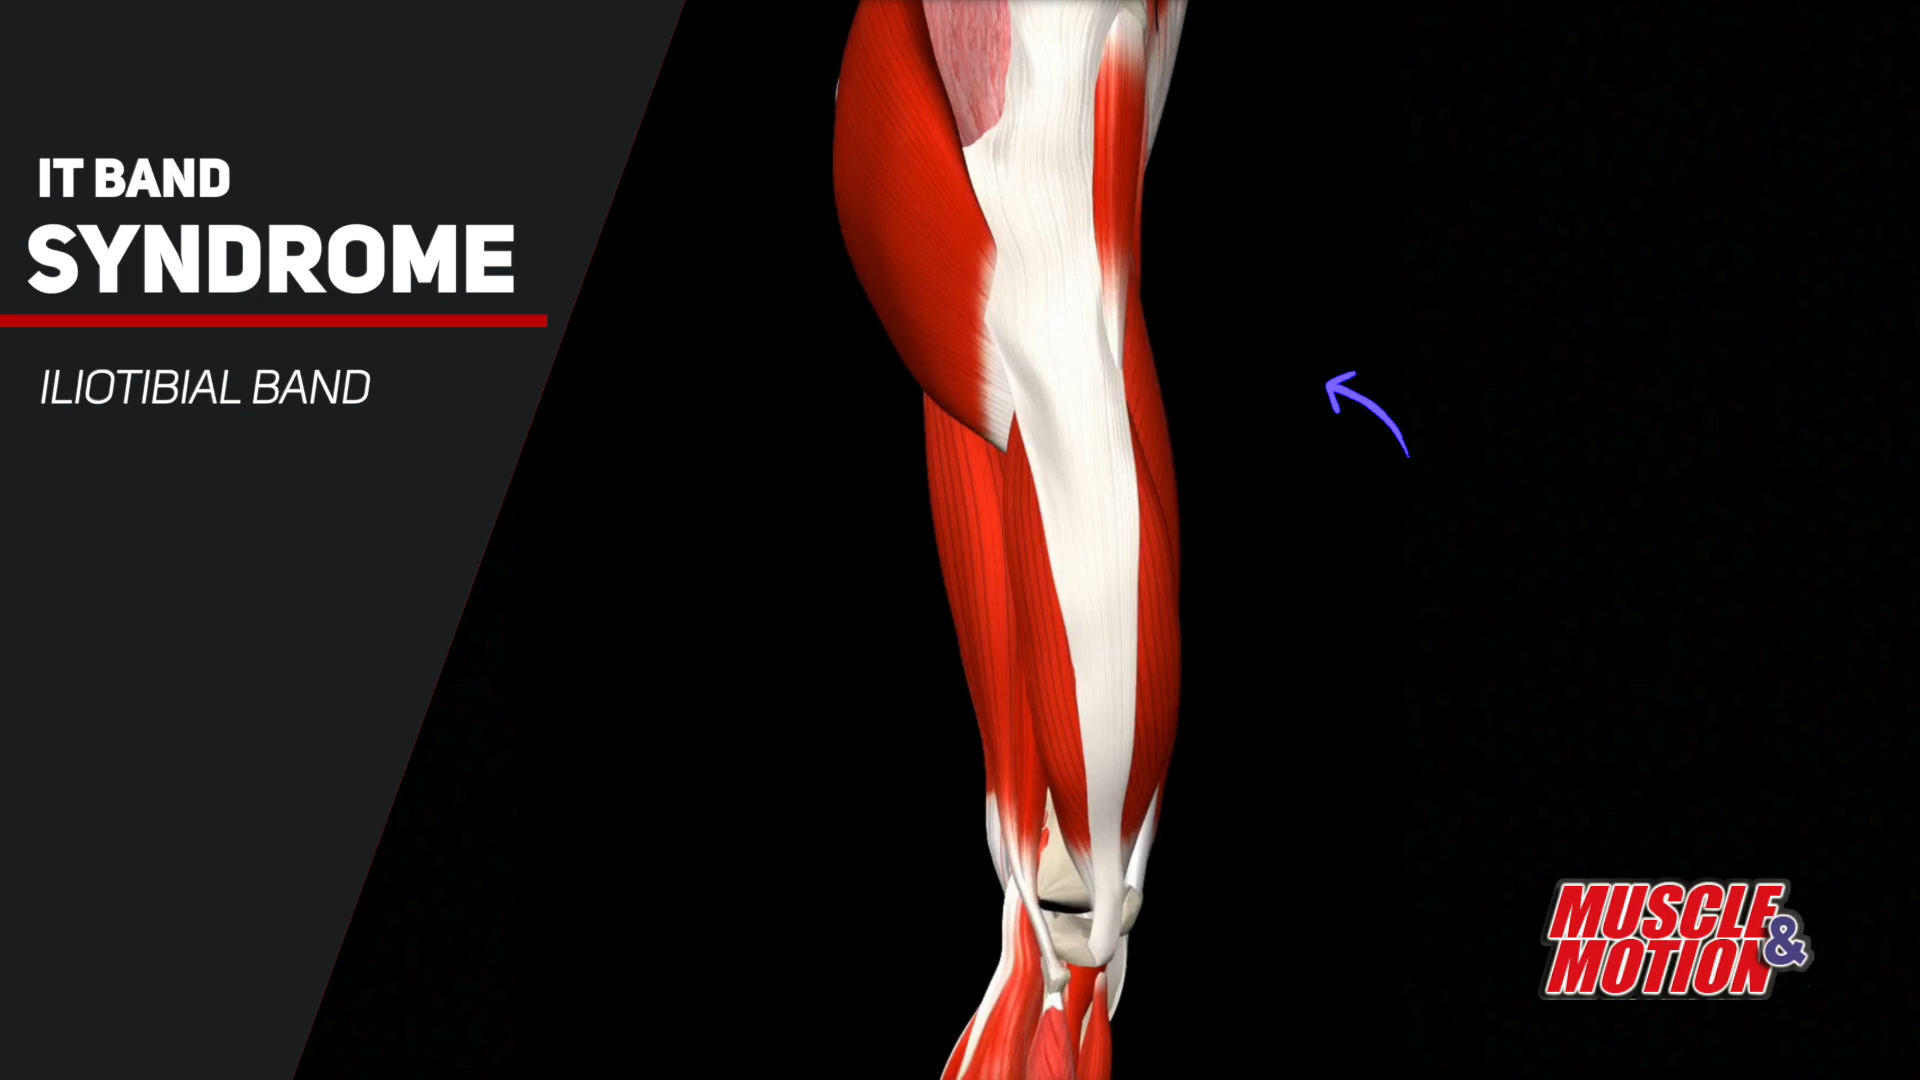 IT BAND
SYNDROME
ILIOTIBIAL BAND
MUSCLE
& MOTION